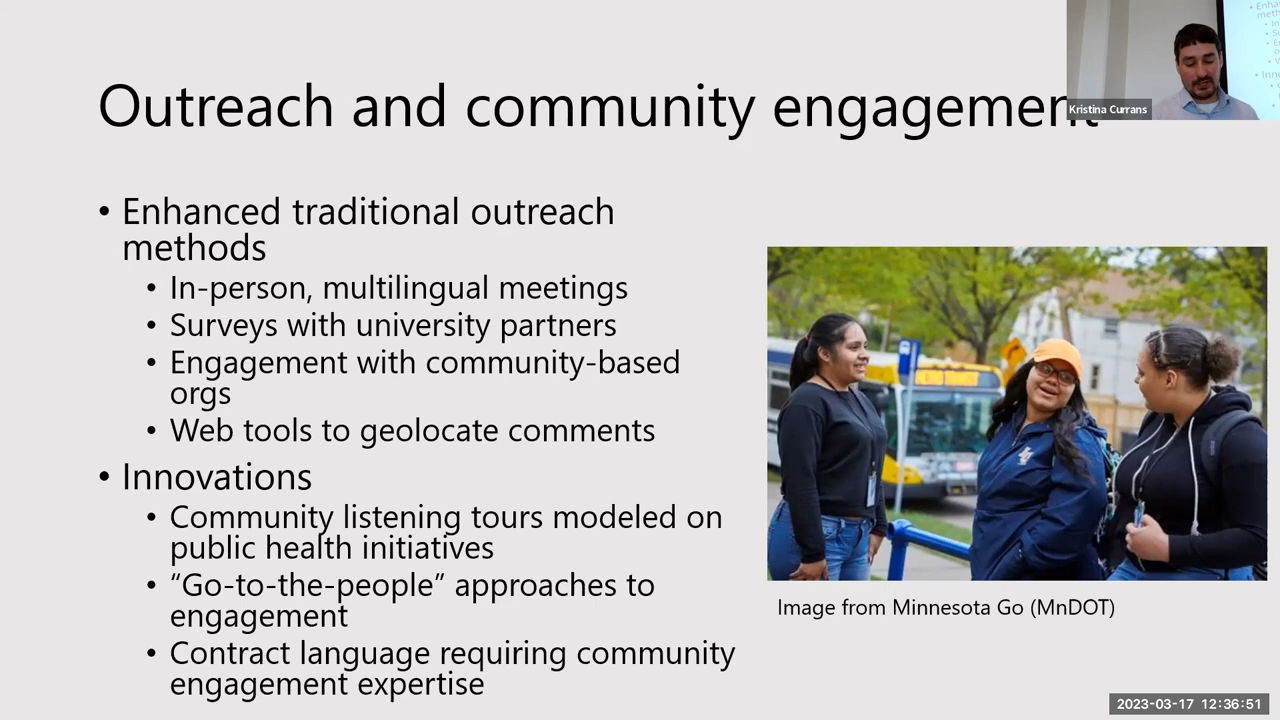 Outreach and community engagement
Kristina Currans
• Enhanced traditional outreach
methods
• In-person, multilingual meetings
• Surveys with university partners
• Engagement with community-based
orgs
• Web tools to geolocate comments
• Innovations
• Community listening tours modeled on
public health initiatives
• “Go-to-the-people” approaches to
engagement
• Contract language requiring community
engagement expertise
Image from Minnesota Go (MnDOT)
2023-03-17 12:36:51